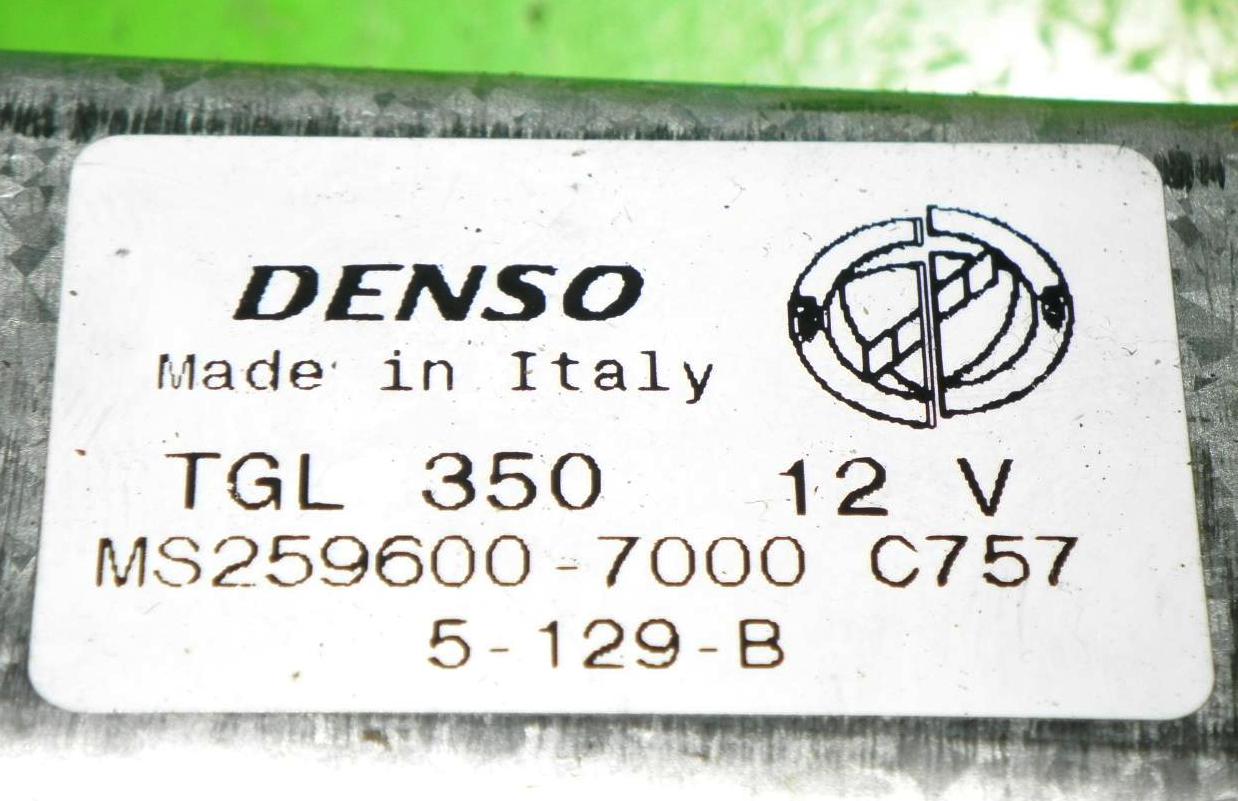 DENSO
Made in Italy
TGL 350 12 V
MS259600-7000 C757
5-129-B